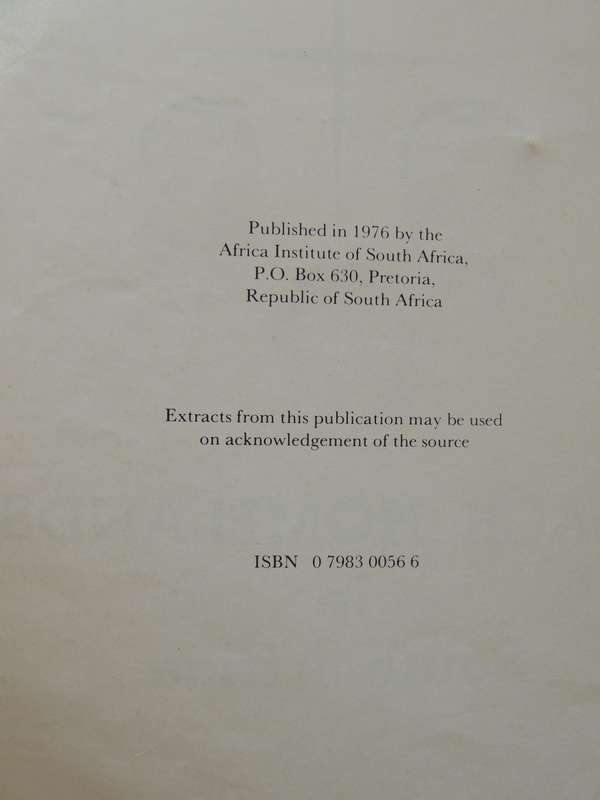 Published in 1976 by the
Africa Institute of South Africa,
P.O. Box 630, Pretoria,
Republic of South Africa
Extracts from this publication may be used
on acknowledgement of the source
ISBN 0 7983 0056 6